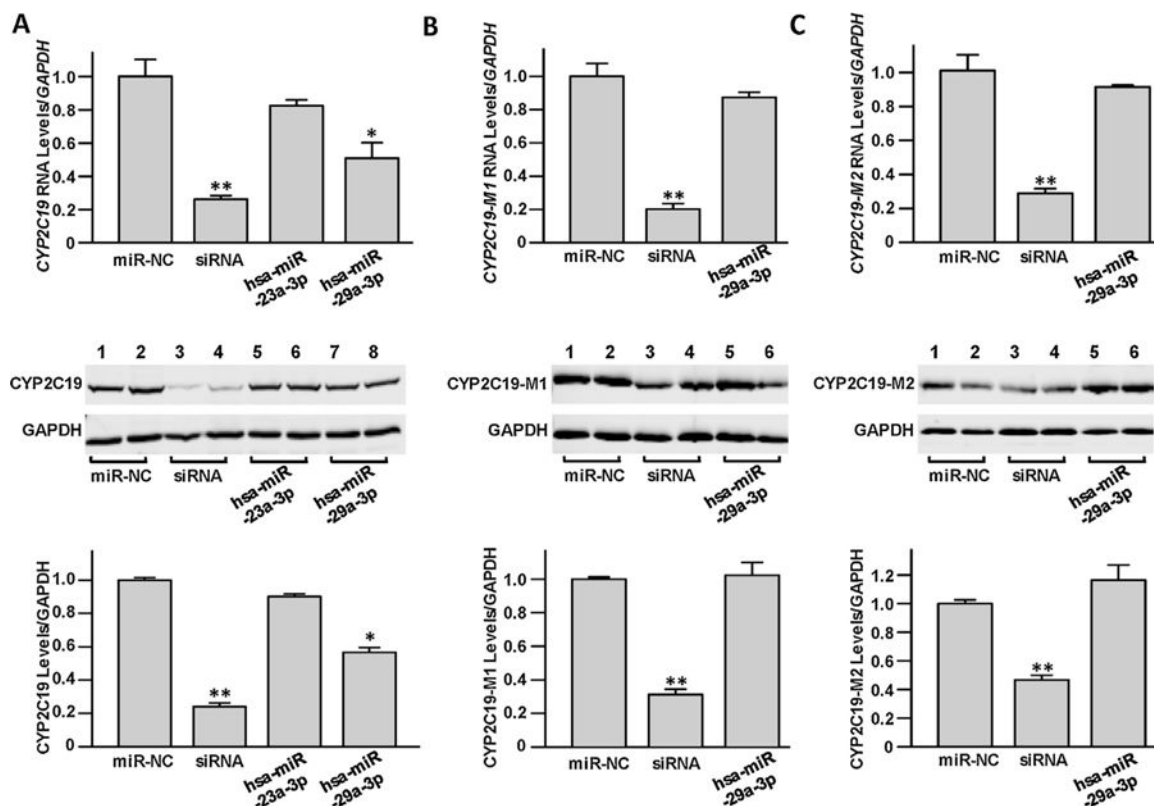 A
CYP2C19 RNA Levels/GAPDH
1.0
0.8
0.6
0.4
0.2
0
**
*
miR-NC
siRNA
hsa-miR
-23a-3p
hsa-miR
-29a-3p
B
CYP2C19-M1 RNA Levels/GAPDH
1.0
0.8
0.6
0.4
0.2
0
**
miR-NC
siRNA
hsa-miR
-29a-3p
C
CYP2C19-M2 RNA Levels/GAPDH
1.0
0.8
0.6
0.4
0.2
0
**
miR-NC
siRNA
hsa-miR
-29a-3p
1 2 3 4 5 6 7 8
CYP2C19
GAPDH
miR-NC
siRNA
hsa-miR
-23a-3p
hsa-miR
-29a-3p
1 2 3 4 5 6
CYP2C19-M1
GAPDH
miR-NC
siRNA
hsa-miR
-29a-3p
1 2 3 4 5 6
CYP2C19-M2
GAPDH
miR-NC
siRNA
hsa-miR
-29a-3p
CYP2C19 Levels/GAPDH
1.0
0.8
0.6
0.4
0.2
0
**
*
miR-NC
siRNA
hsa-miR
-23a-3p
hsa-miR
-29a-3p
CYP2C19-M1 Levels/GAPDH
1.0
0.8
0.6
0.4
0.2
0
**
miR-NC
siRNA
hsa-miR
-29a-3p
CYP2C19-M2 Levels/GAPDH
1.2
1.0
0.8
0.6
0.4
0.2
0
**
miR-NC
siRNA
hsa-miR
-29a-3p